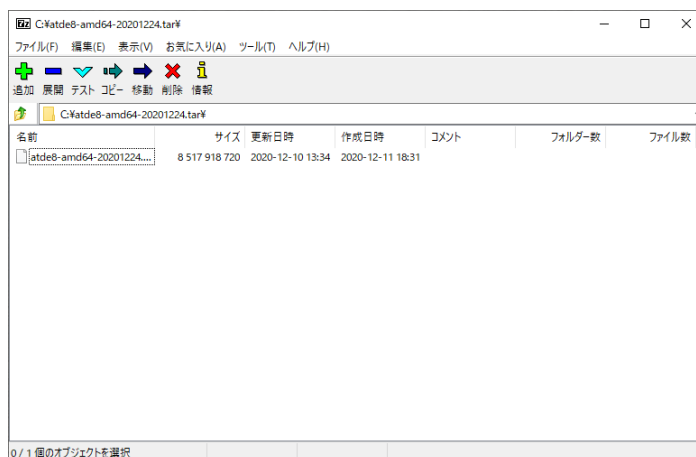 C:¥atde8-amd64-20201224.tar¥
ファイル(F) 編集(E) 表示(V) お気に入り(A) ツール(T) ヘルプ(H)
追加 展開 テスト コピー 移動 削除 情報
C:¥atde8-amd64-20201224.tar¥
名前 サイズ 更新日時 作成日時 コメント フォルダー数 ファイル数
atde8-amd64-20201224.... 8 517 918 720 2020-12-10 13:34 2020-12-11 18:31
0 / 1 個のオブジェクトを選択